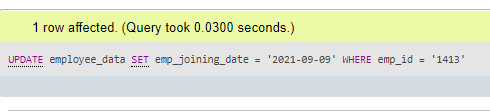 1 row affected. (Query took 0.0300 seconds.)
UPDATE employee_data SET emp_joining_date = '2021-09-09' WHERE emp_id = '1413'